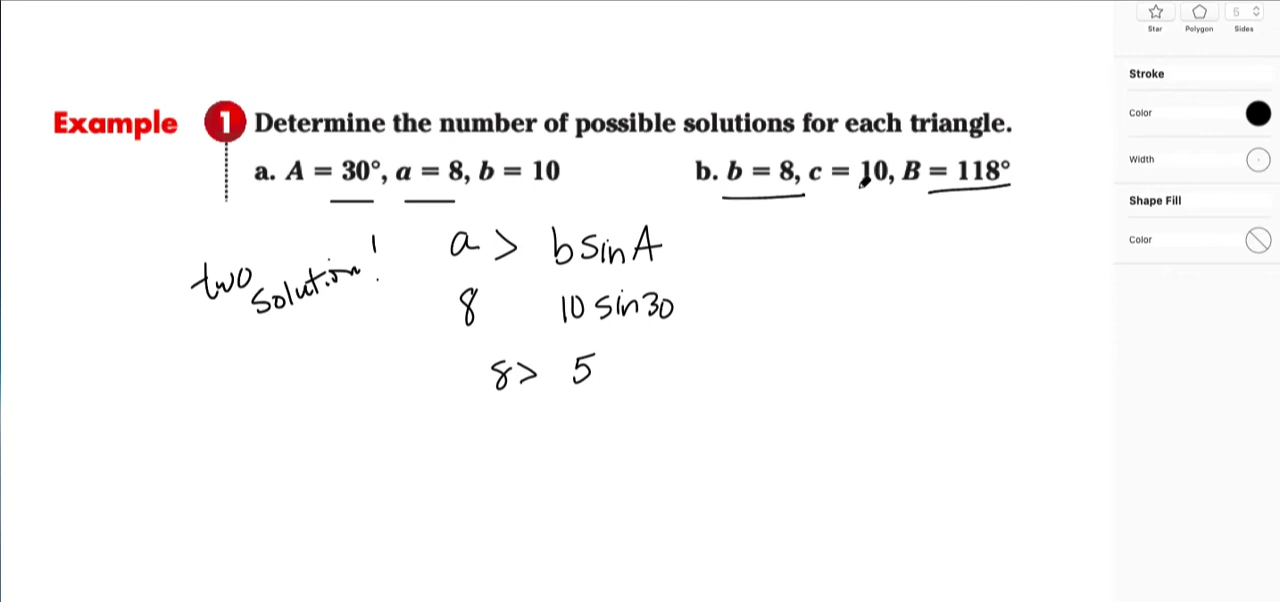 Example 1 Determine the number of possible solutions for each triangle.
a. A = 30°, a = 8, b = 10
b. b = 8, c = 10, B = 118°
two solution!
a > b sin A
8 10 sin 30
8 > 5
5
Star Polygon Sides
Stroke
Color
Width
Shape Fill
Color